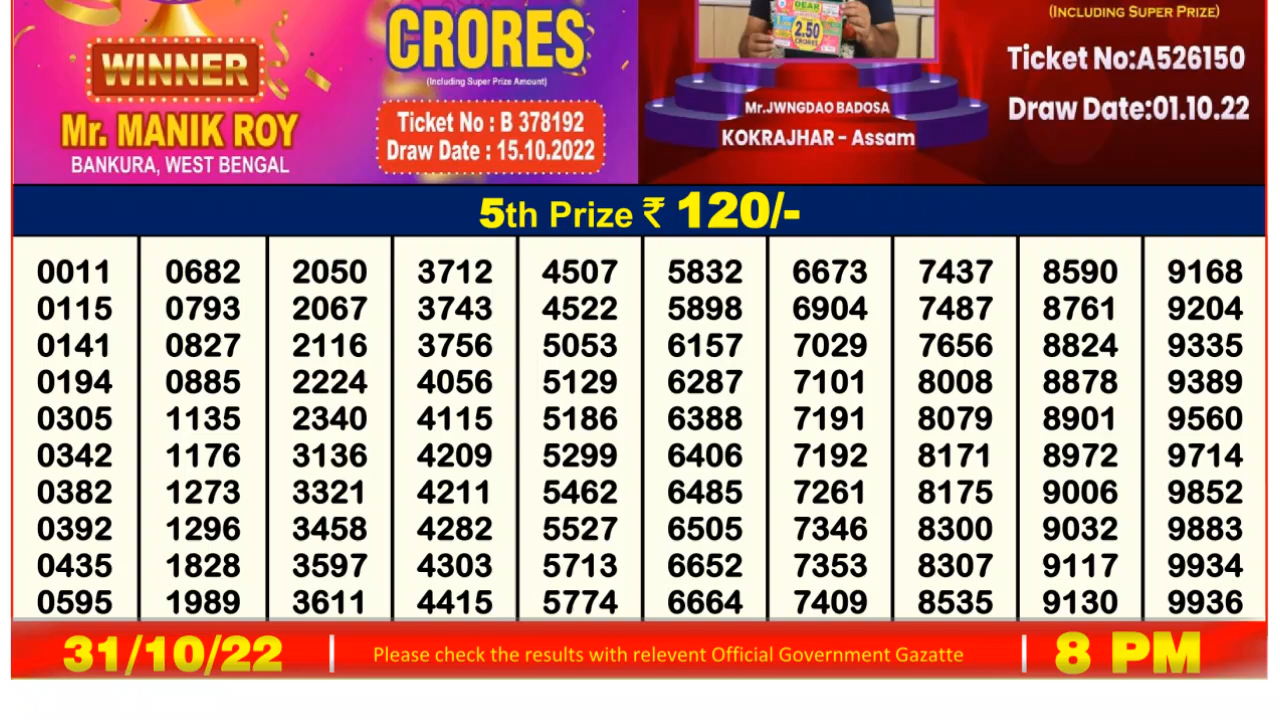 WINNER
Mr. MANIK ROY
BANKURA, WEST BENGAL
CRORES
(Including Super Prize Amount)
Ticket No : B 378192
Draw Date : 15.10.2022
DEAR
2.50
CRORES
Mr.JWNGDAO BADOSA
KOKRAJHAR - Assam
(INCLUDING SUPER PRIZE)
Ticket No:A526150
Draw Date:01.10.22
5th Prize ₹ 120/-
0011 0682 2050 3712 4507 5832 6673 7437 8590 9168
0115 0793 2067 3743 4522 5898 6904 7487 8761 9204
0141 0827 2116 3756 5053 6157 7029 7656 8824 9335
0194 0885 2224 4056 5129 6287 7101 8008 8878 9389
0305 1135 2340 4115 5186 6388 7191 8079 8901 9560
0342 1176 3136 4209 5299 6406 7192 8171 8972 9714
0382 1273 3321 4211 5462 6485 7261 8175 9006 9852
0392 1296 3458 4282 5527 6505 7346 8300 9032 9883
0435 1828 3597 4303 5713 6652 7353 8307 9117 9934
0595 1989 3611 4415 5774 6664 7409 8535 9130 9936
31/10/22 | Please check the results with relevent Official Government Gazatte | 8 PM